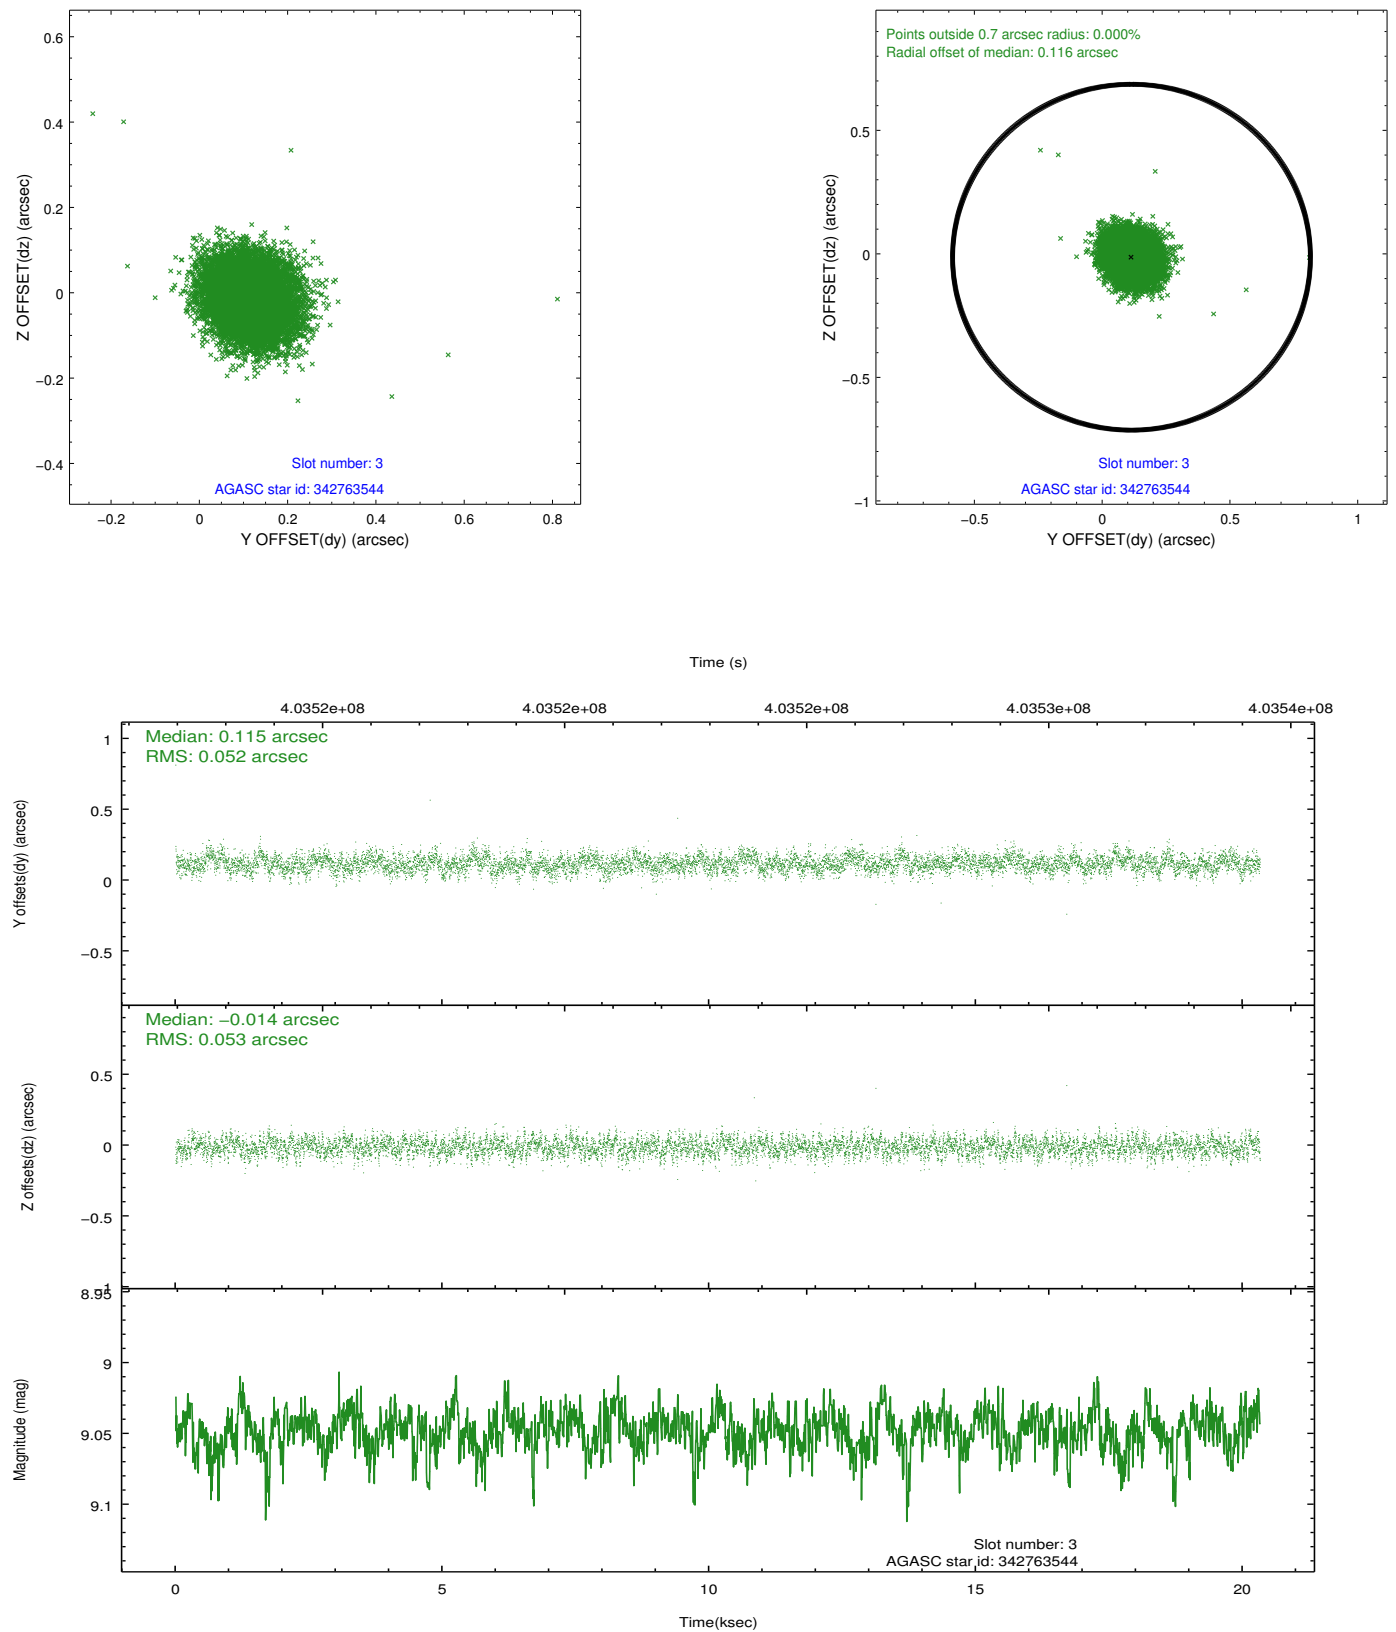 0.6
0.4
0.2
0
−0.2
−0.4
Z OFFSET(dz) (arcsec)
Slot number: 3
AGASC star id: 342763544
−0.2 0 0.2 0.4 0.6 0.8
Y OFFSET(dy) (arcsec)
Points outside 0.7 arcsec radius: 0.000%
Radial offset of median: 0.116 arcsec
0.5
0
−0.5
−1
Z OFFSET(dz) (arcsec)
Slot number: 3
AGASC star id: 342763544
−0.5 0 0.5 1
Y OFFSET(dy) (arcsec)
Time (s)
4.0352e+08 4.0352e+08 4.0352e+08 4.0353e+08 4.0354e+08
Median: 0.115 arcsec
RMS: 0.052 arcsec
1
0.5
0
−0.5
Y offsets(dy) (arcsec)
Median: −0.014 arcsec
RMS: 0.053 arcsec
0.5
0
−0.5
−1
Z offsets(dz) (arcsec)
8.95
9
9.05
9.1
Magnitude (mag)
Slot number: 3
AGASC star id: 342763544
0 5 10 15 20
Time(ksec)